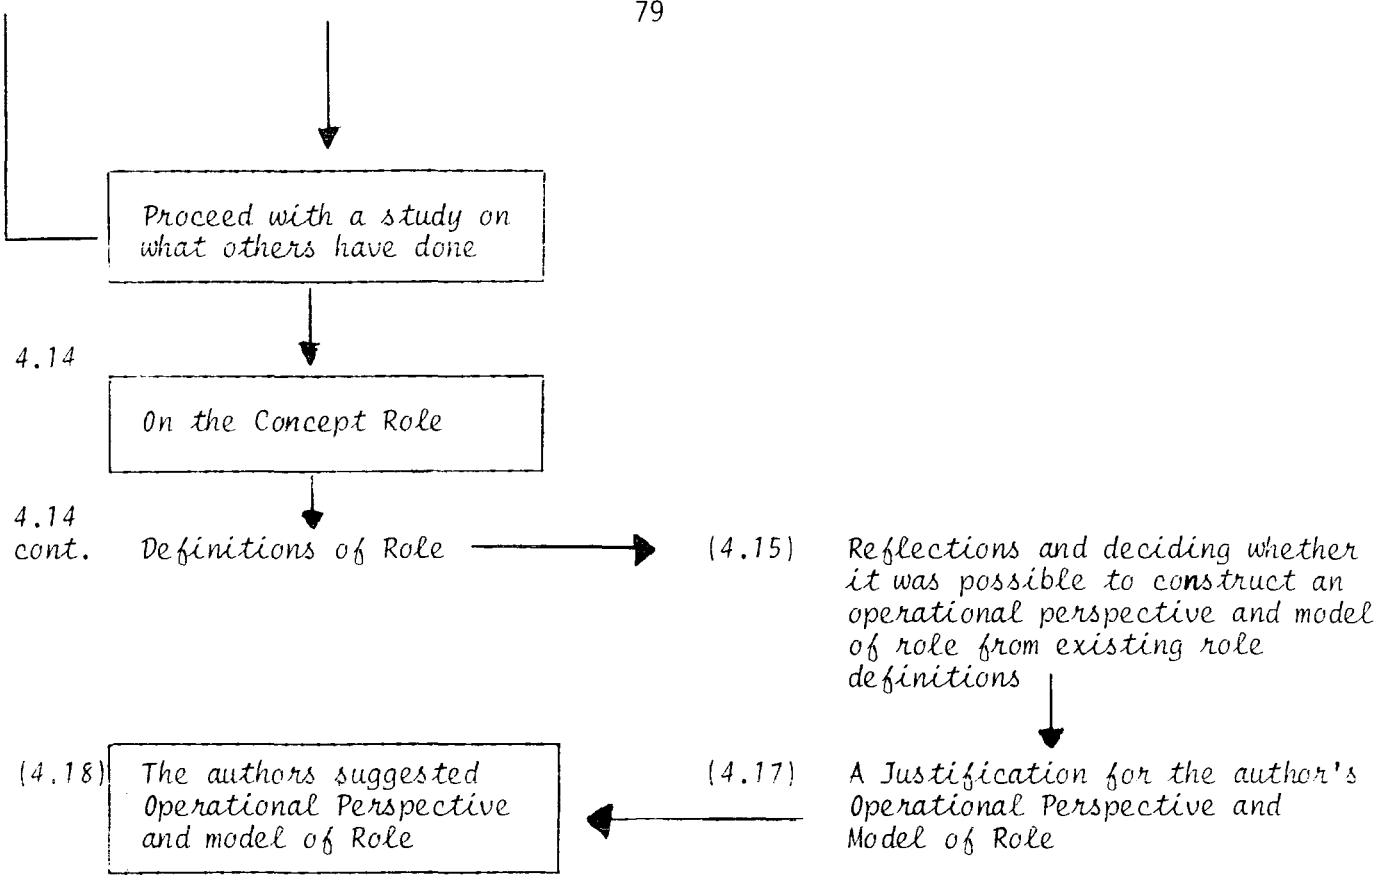 79
Proceed with a study on
what others have done
4.14
On the Concept Role
4.14
cont. Definitions of Role
(4.15) Reflections and deciding whether
it was possible to construct an
operational perspective and model
of role from existing role
definitions
(4.18) The authors suggested
Operational Perspective
and model of Role
(4.17) A Justification for the author's
Operational Perspective and
Model of Role